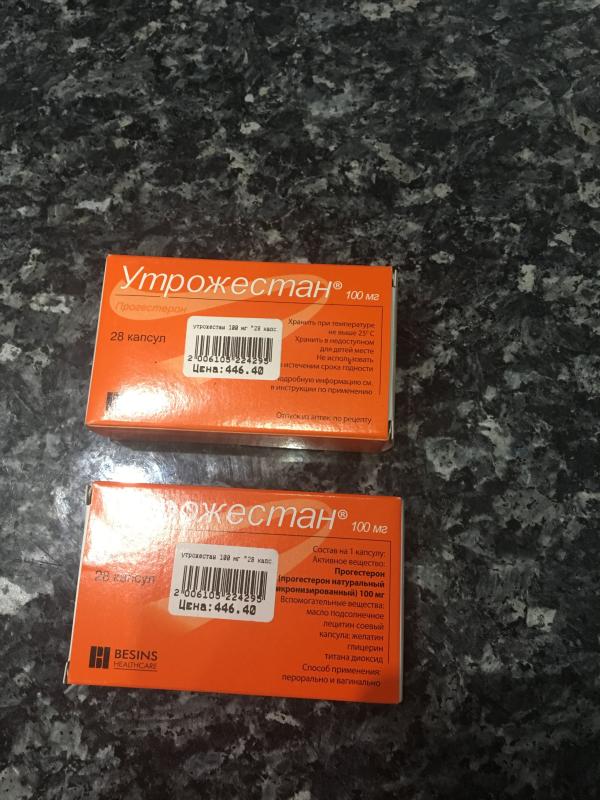 Утрожестан® 100 мг
Прогестерон
28 капсул
утрожестан 100 мг "28 капс
2 006105 224295
Цена:446.40
Хранить при температуре
не выше 25° С
Хранить в недоступном
для детей месте
Не использовать
истечении срока годности
подробную информацию см.
в инструкции по применению
Отпуск из аптек: по рецепту
рожестан® 100 мг
28 капсул
утрожестан 100 мг "28 капс
2 006105 224295
Цена:446.40
BESINS
HEALTHCARE
Состав на 1 капсулу:
Активное вещество:
Прогестерон
(прогестерон натуральный
кронизированный) 100 мг
Вспомогательные вещества:
масло подсолнечное
лецитин соевый
капсула: желатин
глицерин
титана диоксид
Способ применения:
перорально и вагинально